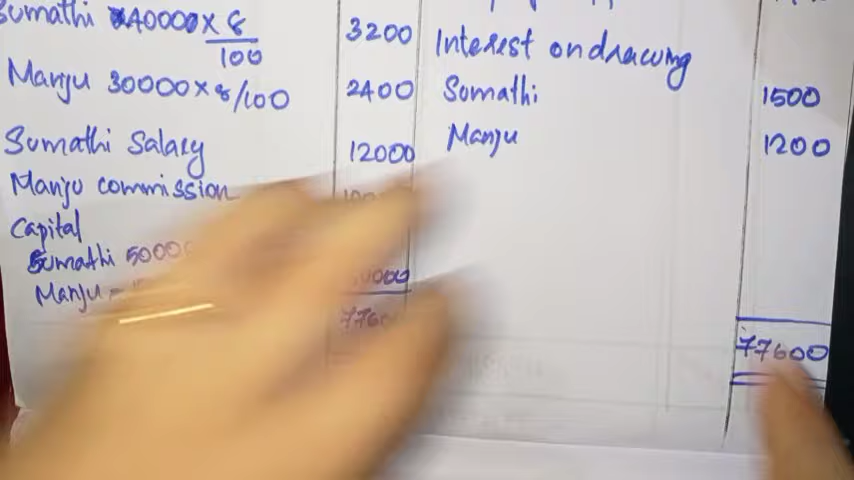 Sumathi 40000 × 8/100 3200
Manju 30000 × 8/100 2400
Sumathi Salary 12000
Manju commission
Capital
Sumathi 5000
Manju
Interest on drawing
Sumathi 1500
Manju 1200
77600